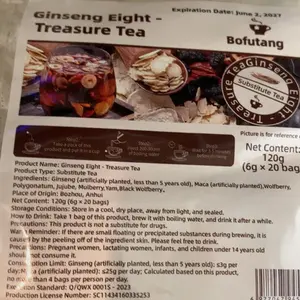 Ginseng Eight -
Treasure Tea
Expiration Date: June 2, 2027
Bofutang
Treasure Tea Ginseng Eight -
Substitute Tea
Picture is for reference
Net Content:
120g
(6g × 20 bag
Product Name: Ginseng Eight - Treasure Tea
Product Type: Substitute Tea
Ingredients: Ginseng (artificially planted, less than 5 years old), Maca (artificially planted),Wolfberry,
Polygonatum, Jujube, Mulberry,Yam,Black Wolfberry,
Place of Origin: Bozhou, Anhui
Net Content: 120g (6g × 20 bags)
Storage Conditions: Store in a cool, dry place, away from light, and sealed.
How to Drink: Take 1 bag of this product, brew it with boiling water, and drink it after a while.
Precautions: This product is not a substitute for drugs.
Warm Reminder: If there are small floating or precipitated substances during brewing, it is
caused by the peeling off of the ingredient skin. Please feel free to drink.
Precautions: Pregnant women, lactating women, infants, and children under 14 years old
should not consume it.
Consumption Limit: Ginseng (artificially planted, less than 5 years old): ≤3g per
day; Maca (artificially planted): ≤25g per day; Calculated based on this product,
no more than 4 bags per person per day.
Execution Standard: Q/QWX 0001S - 2023
License Number: SC11434160335253